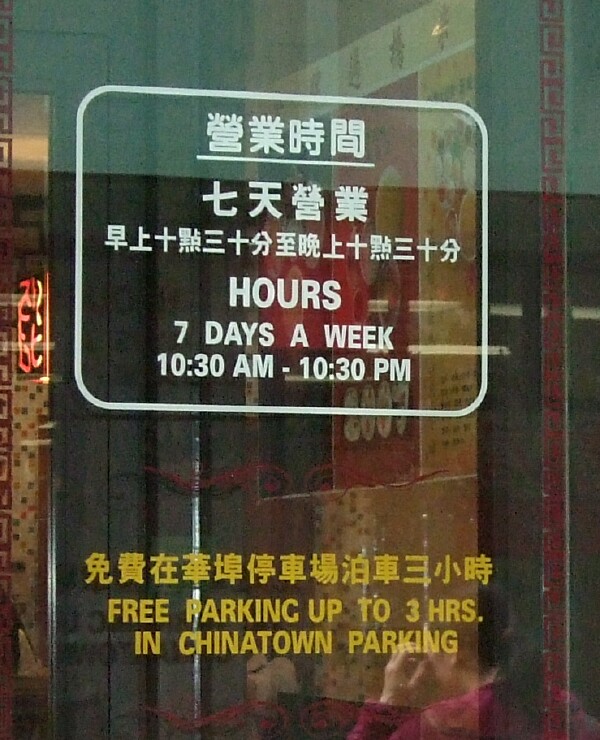 營業時間
七天營業
早上十點三十分至晚上十點三十分
HOURS
7 DAYS A WEEK
10:30 AM - 10:30 PM
免費在華埠停車場泊車三小時
FREE PARKING UP TO 3 HRS.
IN CHINATOWN PARKING